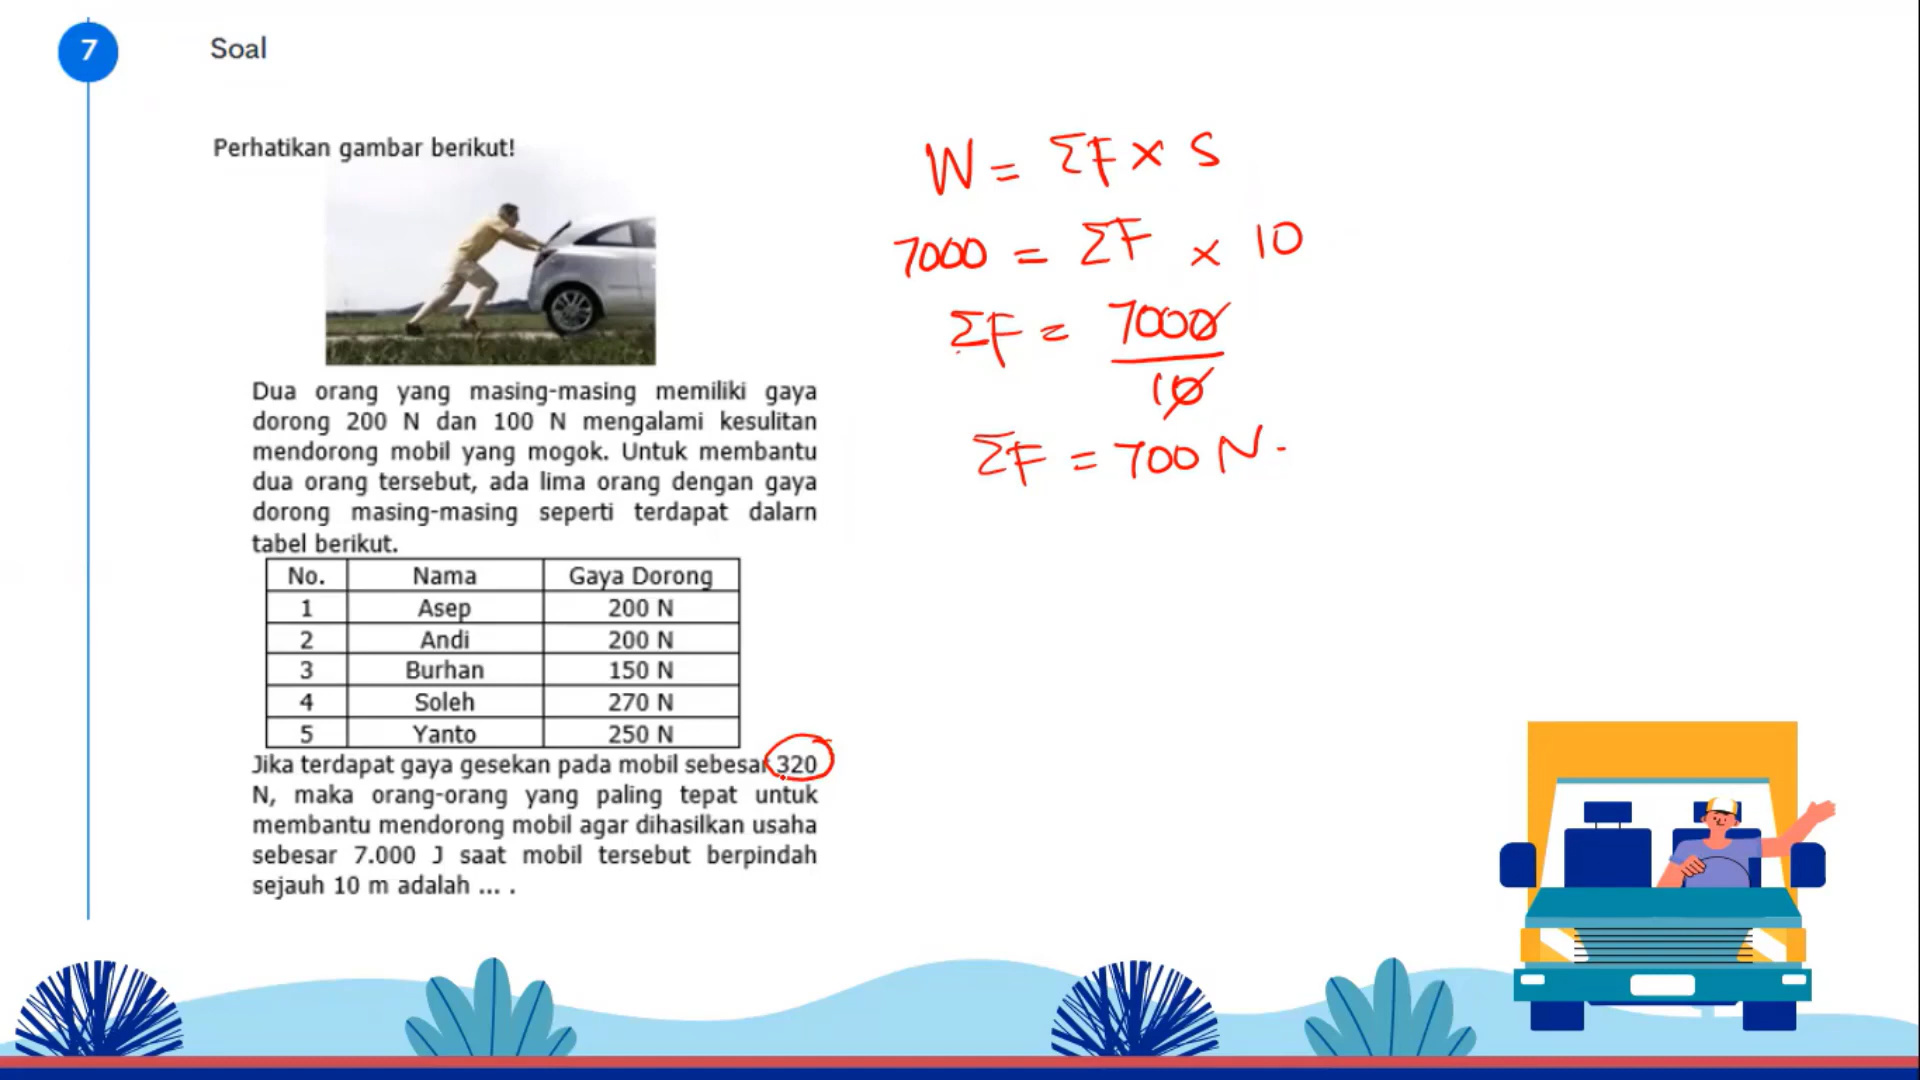 7
Soal
Perhatikan gambar berikut!
Dua orang yang masing-masing memiliki gaya
dorong 200 N dan 100 N mengalami kesulitan
mendorong mobil yang mogok. Untuk membantu
dua orang tersebut, ada lima orang dengan gaya
dorong masing-masing seperti terdapat dalarn
tabel berikut.
No. Nama Gaya Dorong
1 Asep 200 N
2 Andi 200 N
3 Burhan 150 N
4 Soleh 270 N
5 Yanto 250 N
Jika terdapat gaya gesekan pada mobil sebesar 320
N, maka orang-orang yang paling tepat untuk
membantu mendorong mobil agar dihasilkan usaha
sebesar 7.000 J saat mobil tersebut berpindah
sejauh 10 m adalah ... .
W = ΣF × S
7000 = ΣF × 10
ΣF = 7000
10
ΣF = 700 N.